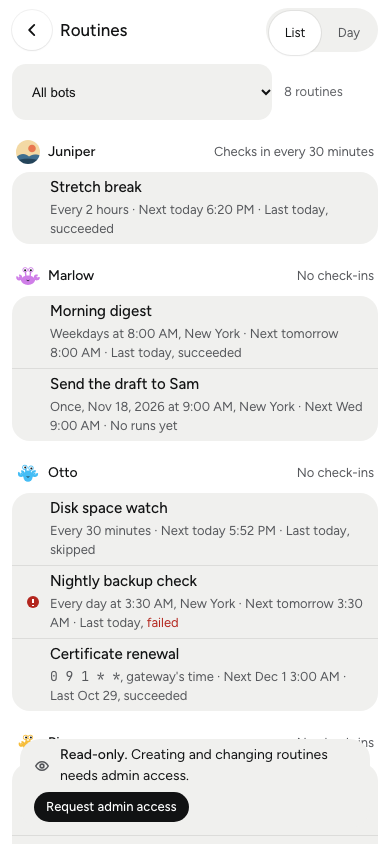 Routines
List
Day
All bots
8 routines
Juniper
Checks in every 30 minutes
Stretch break
Every 2 hours · Next today 6:20 PM · Last today,
succeeded
Marlow
No check-ins
Morning digest
Weekdays at 8:00 AM, New York · Next tomorrow
8:00 AM · Last today, succeeded
Send the draft to Sam
Once, Nov 18, 2026 at 9:00 AM, New York · Next Wed
9:00 AM · No runs yet
Otto
No check-ins
Disk space watch
Every 30 minutes · Next today 5:52 PM · Last today,
skipped
Nightly backup check
Every day at 3:30 AM, New York · Next tomorrow 3:30
AM · Last today, failed
Certificate renewal
0 9 1 * *, gateway's time · Next Dec 1 3:00 AM ·
Last Oct 29, succeeded
Read-only. Creating and changing routines
needs admin access.
Request admin access